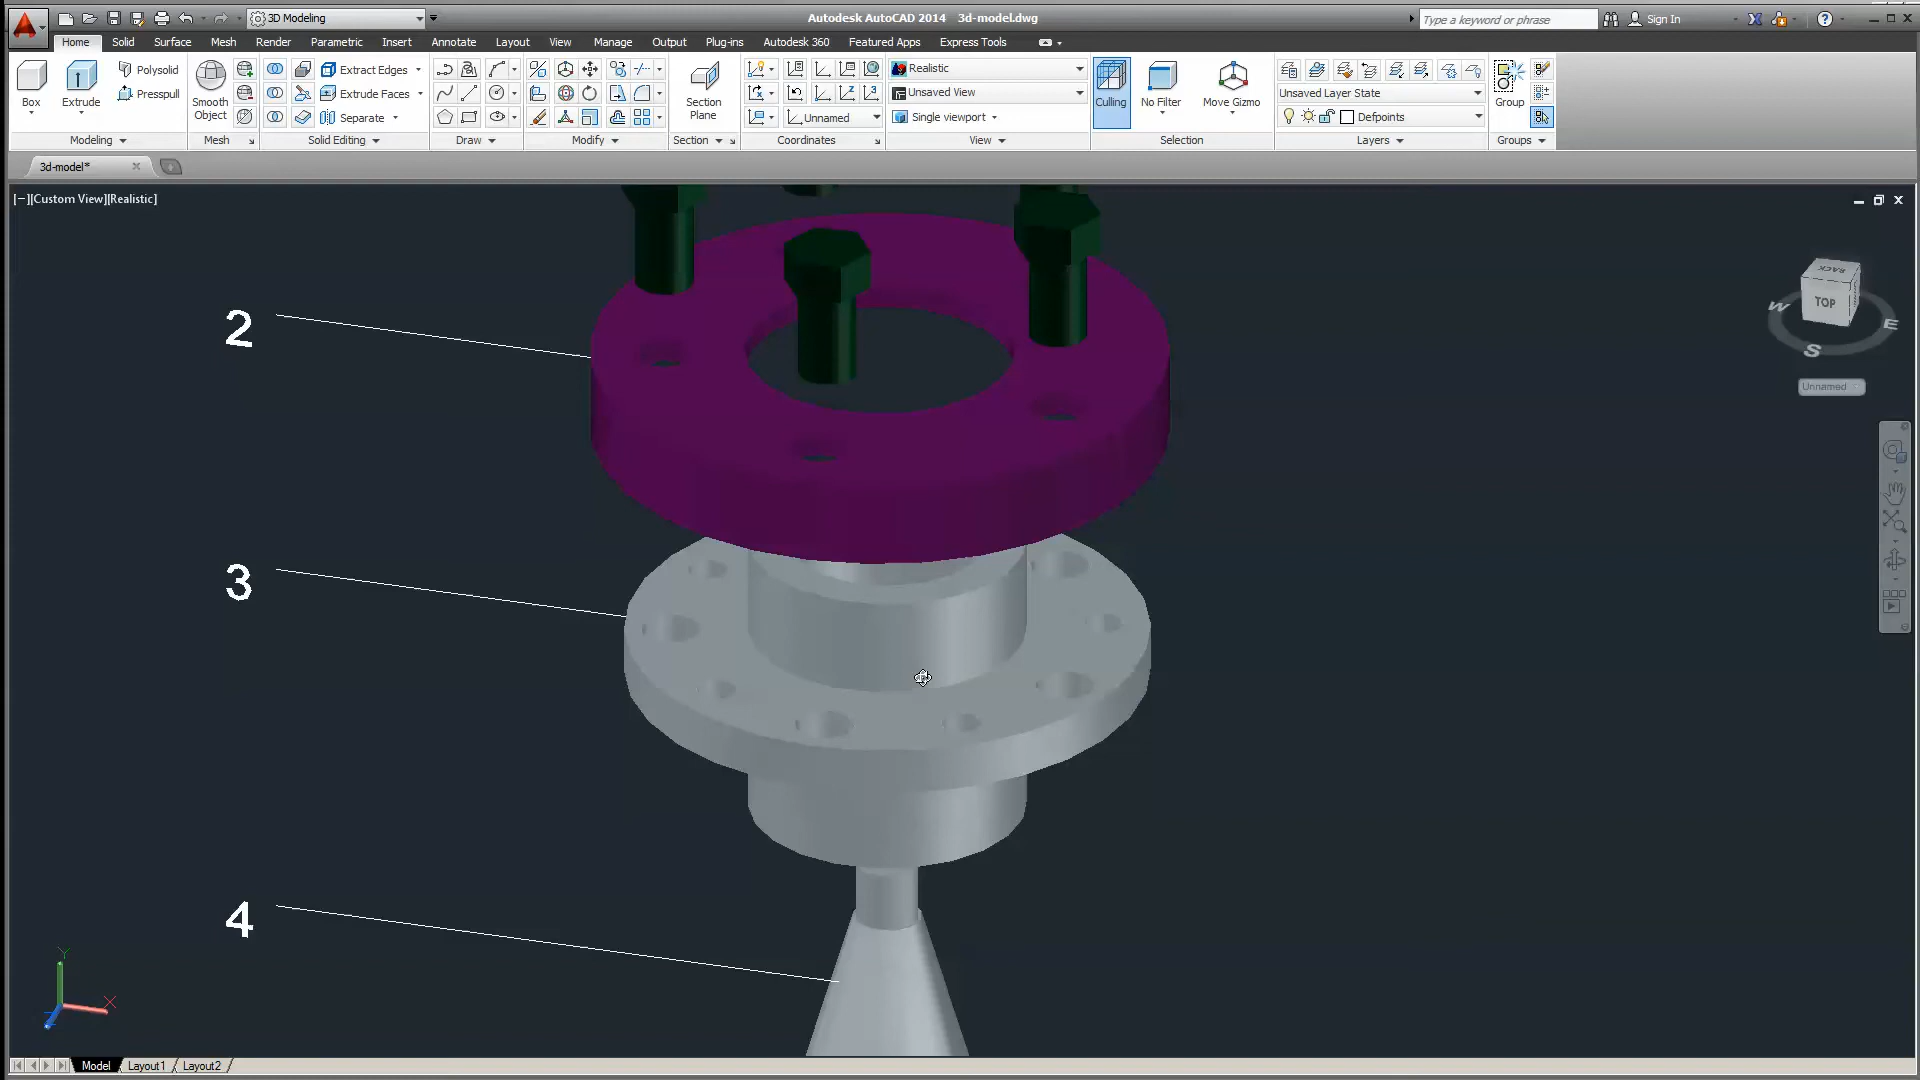 3D Modeling
Autodesk AutoCAD 2014 3d-model.dwg
Type a keyword or phrase
Sign In
Home Solid Surface Mesh Render Parametric Insert Annotate Layout View Manage Output Plug-ins Autodesk 360 Featured Apps Express Tools
Polysolid
Presspull
Box
Extrude
Modeling
Smooth
Object
Mesh
Extract Edges
Extrude Faces
Separate
Solid Editing
Draw
Modify
Section
Plane
Section
Unnamed
Coordinates
Realistic
Unsaved View
Single viewport
View
Culling
No Filter
Move Gizmo
Selection
Unsaved Layer State
Defpoints
Layers
Group
Groups
3d-model*
[−][Custom View][Realistic]
BACK
TOP
W
E
S
Unnamed
2
3
4
Y
X
Z
Model Layout1 Layout2